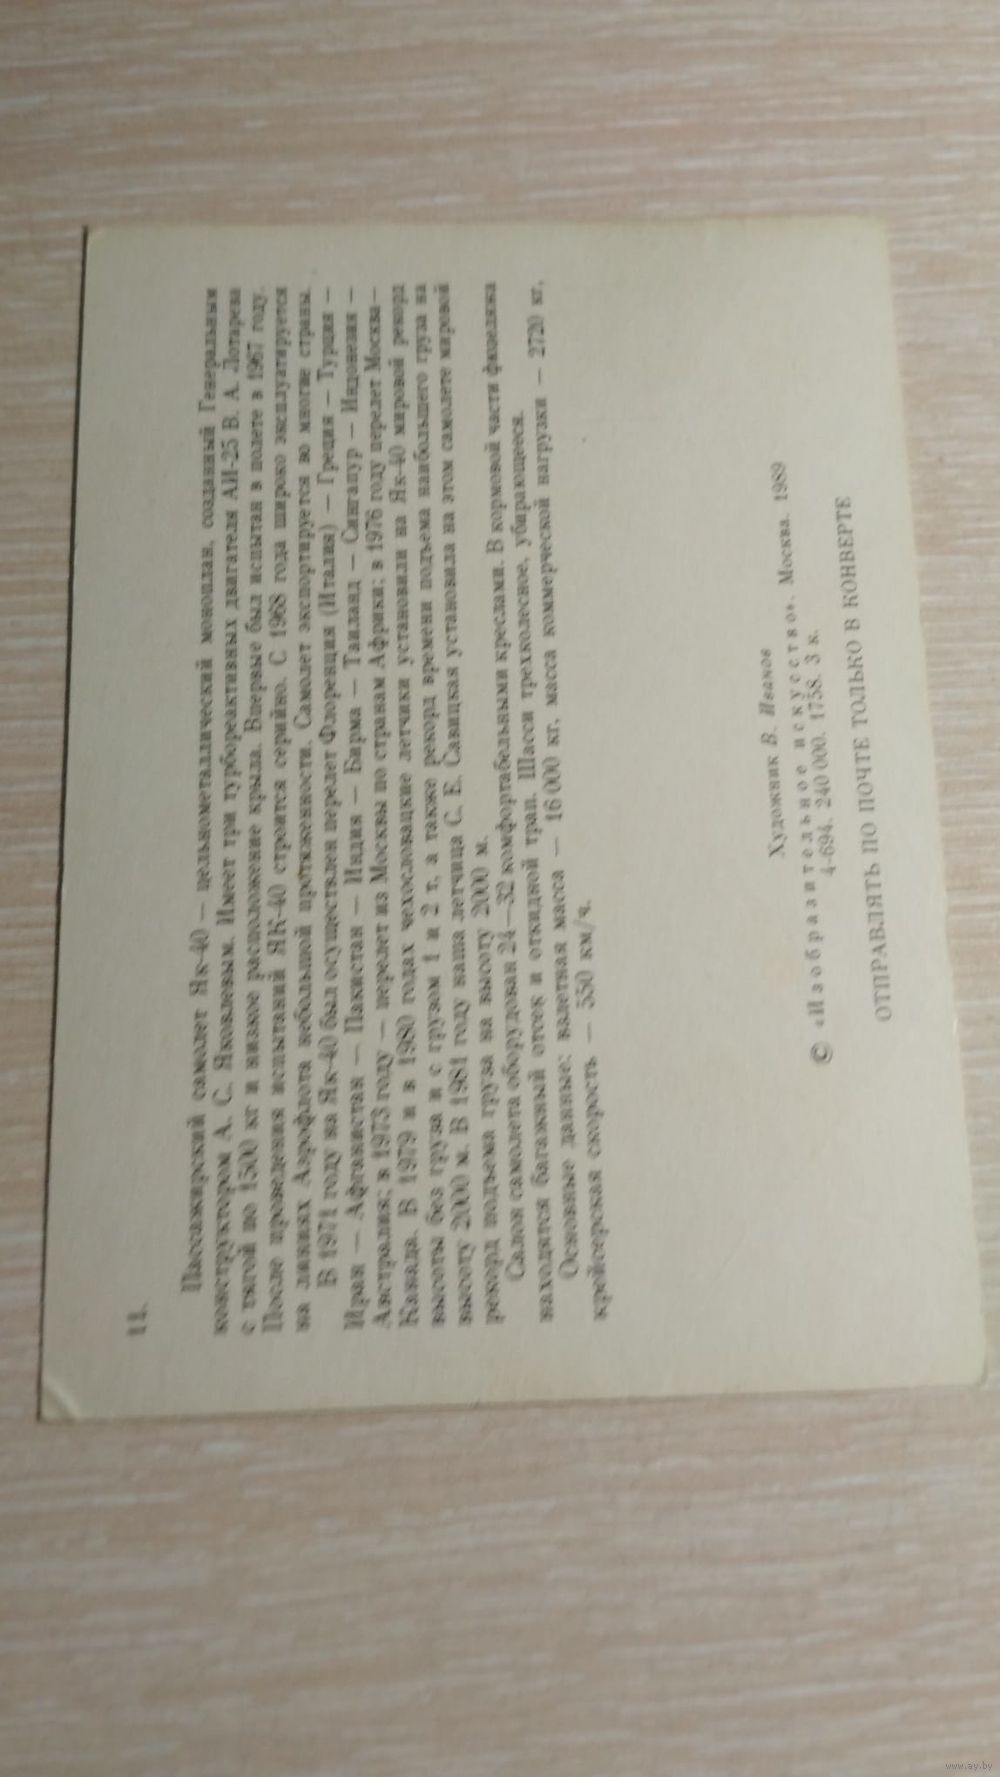 11.
Пассажирский самолет Як-40 — цельнометаллический моноплан, созданный Генеральным
конструктором А. С. Яковлевым. Имеет три турбореактивных двигателя АИ-25 В. А. Лотарева
с тягой по 1500 кг и низкое расположение крыла. Впервые был испытан в полете в 1967 году.
После проведения испытаний ЯК-40 строится серийно. С 1968 года широко эксплуатируется
на линиях Аэрофлота небольшой протяженности. Самолет экспортируется во многие страны.
В 1971 году на Як-40 был осуществлен перелет Флоренция (Италия) — Греция — Турция —
Иран — Афганистан — Пакистан — Индия — Бирма — Таиланд — Сингапур — Индонезия —
Австралия; в 1973 году — перелет из Москвы по странам Африки; в 1976 году перелет Москва —
Канада. В 1979 и в 1980 годах чехословацкие летчики установили на Як-40 мировой рекорд
высоты без груза и с грузом 1 и 2 т, а также рекорд времени подъема наибольшего груза на
высоту 2000 м. В 1981 году наша летчица С. Е. Савицкая установила на этом самолете мировой
рекорд подъема груза на высоту 2000 м.
Салон самолета оборудован 24—32 комфортабельными креслами. В кормовой части фюзеляжа
находятся багажный отсек и откидной трап. Шасси трехколесное, убирающееся.
Основные данные: взлетная масса — 16 000 кг, масса коммерческой нагрузки — 2720 кг,
крейсерская скорость — 550 км/ч.
Художник В. Иванов
© «Изобразительное искусство». Москва. 1989
4-694. 240 000. 1758. 3 к.
ОТПРАВЛЯТЬ ПО ПОЧТЕ ТОЛЬКО В КОНВЕРТЕ
www.ay.by